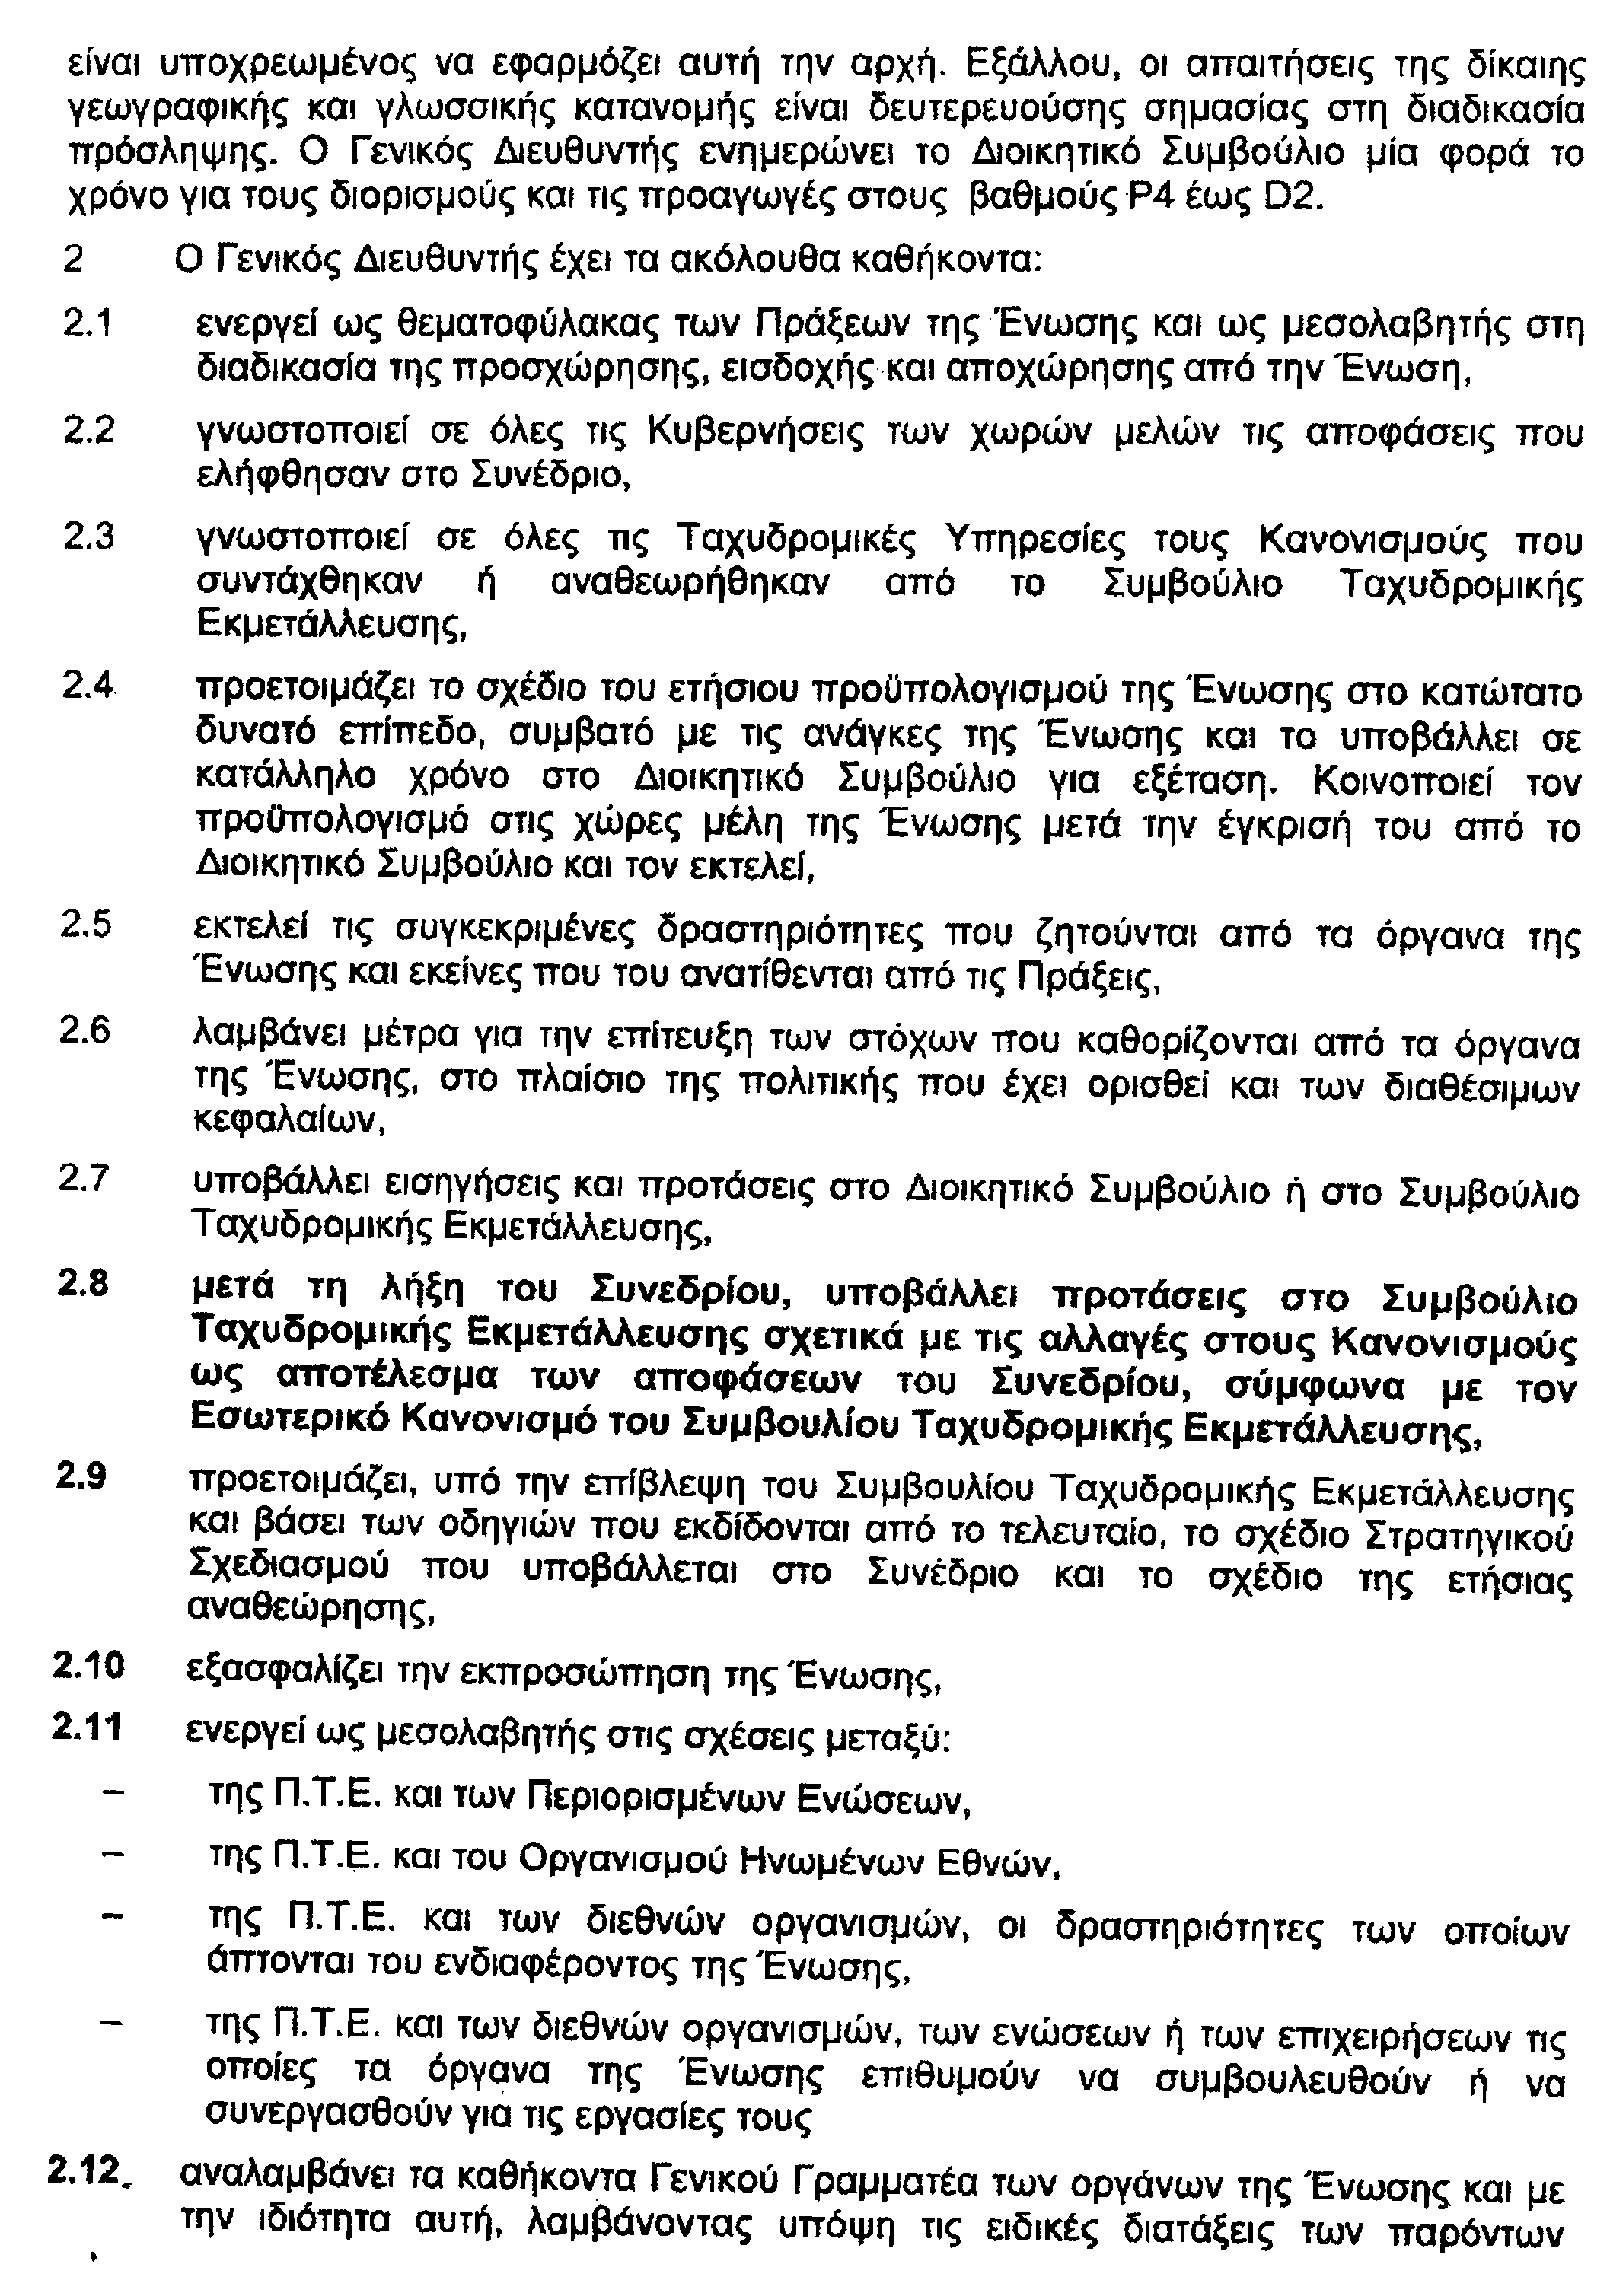 είναι υποχρεωμένος να εφαρμόζει αυτή την αρχή. Εξάλλου, οι απαιτήσεις της δίκαιης
γεωγραφικής και γλωσσικής κατανομής είναι δευτερευούσης σημασίας στη διαδικασία
πρόσληψης. Ο Γενικός Διευθυντής ενημερώνει το Διοικητικό Συμβούλιο μία φορά το
χρόνο για τους διορισμούς και τις προαγωγές στους βαθμούς P4 έως D2.
2 Ο Γενικός Διευθυντής έχει τα ακόλουθα καθήκοντα:
2.1 ενεργεί ως θεματοφύλακας των Πράξεων της Ένωσης και ως μεσολαβητής στη
διαδικασία της προσχώρησης, εισδοχής και αποχώρησης από την Ένωση,
2.2 γνωστοποιεί σε όλες τις Κυβερνήσεις των χωρών μελών τις αποφάσεις που
ελήφθησαν στο Συνέδριο,
2.3 γνωστοποιεί σε όλες τις Ταχυδρομικές Υπηρεσίες τους Κανονισμούς που
συντάχθηκαν ή αναθεωρήθηκαν από το Συμβούλιο Ταχυδρομικής
Εκμετάλλευσης,
2.4 προετοιμάζει το σχέδιο του ετήσιου προϋπολογισμού της Ένωσης στο κατώτατο
δυνατό επίπεδο, συμβατό με τις ανάγκες της Ένωσης και το υποβάλλει σε
κατάλληλο χρόνο στο Διοικητικό Συμβούλιο για εξέταση. Κοινοποιεί τον
προϋπολογισμό στις χώρες μέλη της Ένωσης μετά την έγκρισή του από το
Διοικητικό Συμβούλιο και τον εκτελεί,
2.5 εκτελεί τις συγκεκριμένες δραστηριότητες που ζητούνται από τα όργανα της
Ένωσης και εκείνες που του ανατίθενται από τις Πράξεις,
2.6 λαμβάνει μέτρα για την επίτευξη των στόχων που καθορίζονται από τα όργανα
της Ένωσης, στο πλαίσιο της πολιτικής που έχει ορισθεί και των διαθέσιμων
κεφαλαίων,
2.7 υποβάλλει εισηγήσεις και προτάσεις στο Διοικητικό Συμβούλιο ή στο Συμβούλιο
Ταχυδρομικής Εκμετάλλευσης,
2.8 μετά τη λήξη του Συνεδρίου, υποβάλλει προτάσεις στο Συμβούλιο
Ταχυδρομικής Εκμετάλλευσης σχετικά με τις αλλαγές στους Κανονισμούς
ως αποτέλεσμα των αποφάσεων του Συνεδρίου, σύμφωνα με τον
Εσωτερικό Κανονισμό του Συμβουλίου Ταχυδρομικής Εκμετάλλευσης,
2.9 προετοιμάζει, υπό την επίβλεψη του Συμβουλίου Ταχυδρομικής Εκμετάλλευσης
και βάσει των οδηγιών που εκδίδονται από το τελευταίο, το σχέδιο Στρατηγικού
Σχεδιασμού που υποβάλλεται στο Συνέδριο και το σχέδιο της ετήσιας
αναθεώρησης,
2.10 εξασφαλίζει την εκπροσώπηση της Ένωσης,
2.11 ενεργεί ως μεσολαβητής στις σχέσεις μεταξύ:
– της Π.Τ.Ε. και των Περιορισμένων Ενώσεων,
– της Π.Τ.Ε. και του Οργανισμού Ηνωμένων Εθνών,
– της Π.Τ.Ε. και των διεθνών οργανισμών, οι δραστηριότητες των οποίων
άπτονται του ενδιαφέροντος της Ένωσης,
– της Π.Τ.Ε. και των διεθνών οργανισμών, των ενώσεων ή των επιχειρήσεων τις
οποίες τα όργανα της Ένωσης επιθυμούν να συμβουλευθούν ή να
συνεργασθούν για τις εργασίες τους
2.12. αναλαμβάνει τα καθήκοντα Γενικού Γραμματέα των οργάνων της Ένωσης και με
την ιδιότητα αυτή, λαμβάνοντας υπόψη τις ειδικές διατάξεις των παρόντων